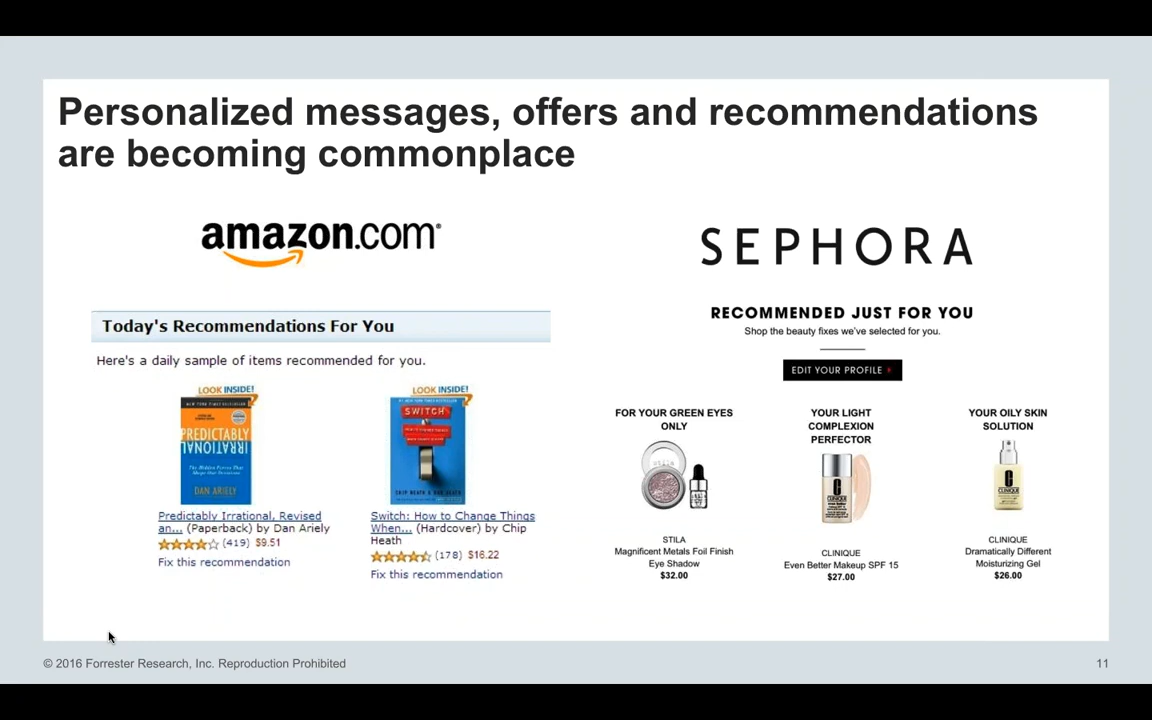 Personalized messages, offers and recommendations
are becoming commonplace
amazon.com®
Today's Recommendations For You
Here's a daily sample of items recommended for you.
LOOK INSIDE!
PREDICTABLY
IRRATIONAL
DAN ARIELY
Predictably Irrational, Revised
an... (Paperback) by Dan Ariely
(419) $9.51
Fix this recommendation
LOOK INSIDE!
SWITCH
Switch: How to Change Things
When... (Hardcover) by Chip
Heath
(178) $16.22
Fix this recommendation
SEPHORA
RECOMMENDED JUST FOR YOU
Shop the beauty fixes we've selected for you.
EDIT YOUR PROFILE
FOR YOUR GREEN EYES
ONLY
STILA
Magnificent Metals Foil Finish
Eye Shadow
$32.00
YOUR LIGHT
COMPLEXION
PERFECTOR
CLINIQUE
CLINIQUE
Even Better Makeup SPF 15
$27.00
YOUR OILY SKIN
SOLUTION
CLINIQUE
CLINIQUE
Dramatically Different
Moisturizing Gel
$26.00
© 2016 Forrester Research, Inc. Reproduction Prohibited
11